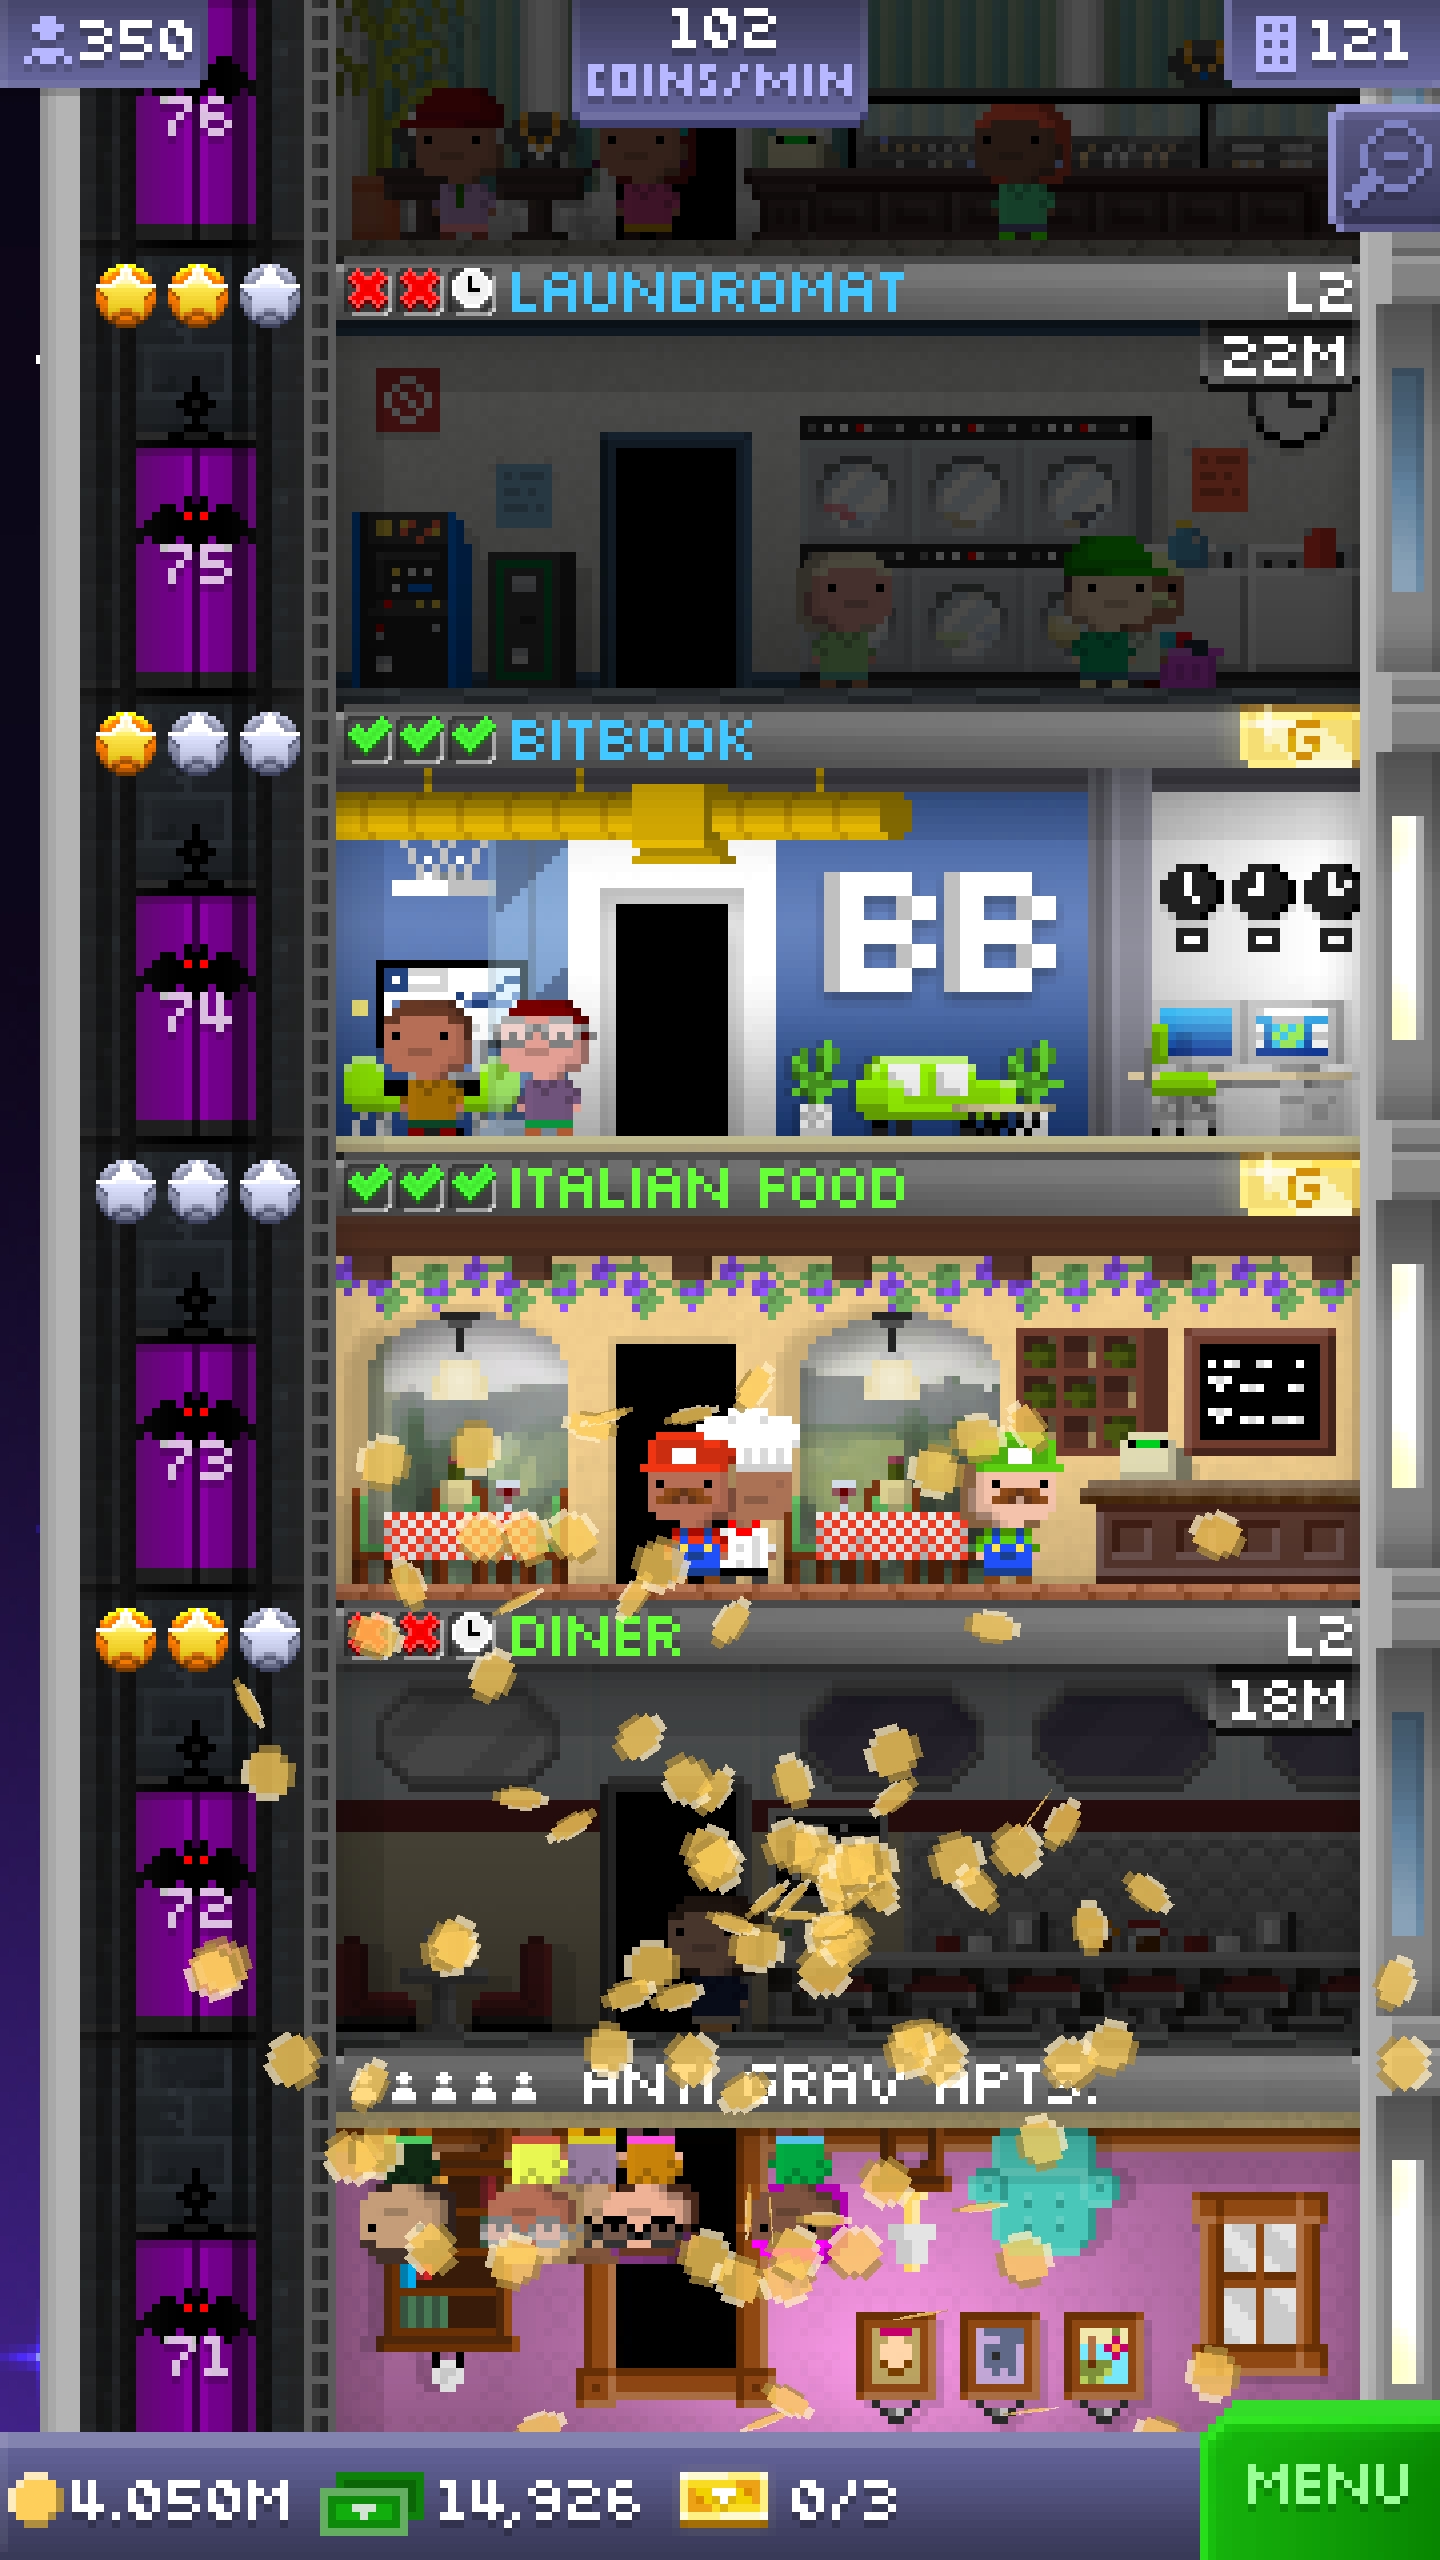 350
102
COINS/MIN
121
76
LAUNDROMAT L2
22M
75
BITBOOK G
BB
74
ITALIAN FOOD G
73
DINER L2
18M
72
ANTI GRAV APTS.
71
4.050M 14,926 0/3
MENU